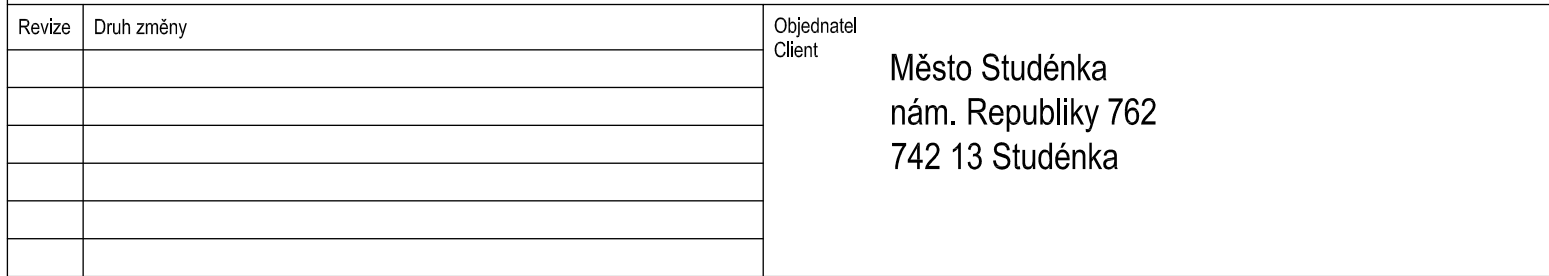 Revize Druh změny
Objednatel
Client
Město Studénka
nám. Republiky 762
742 13 Studénka